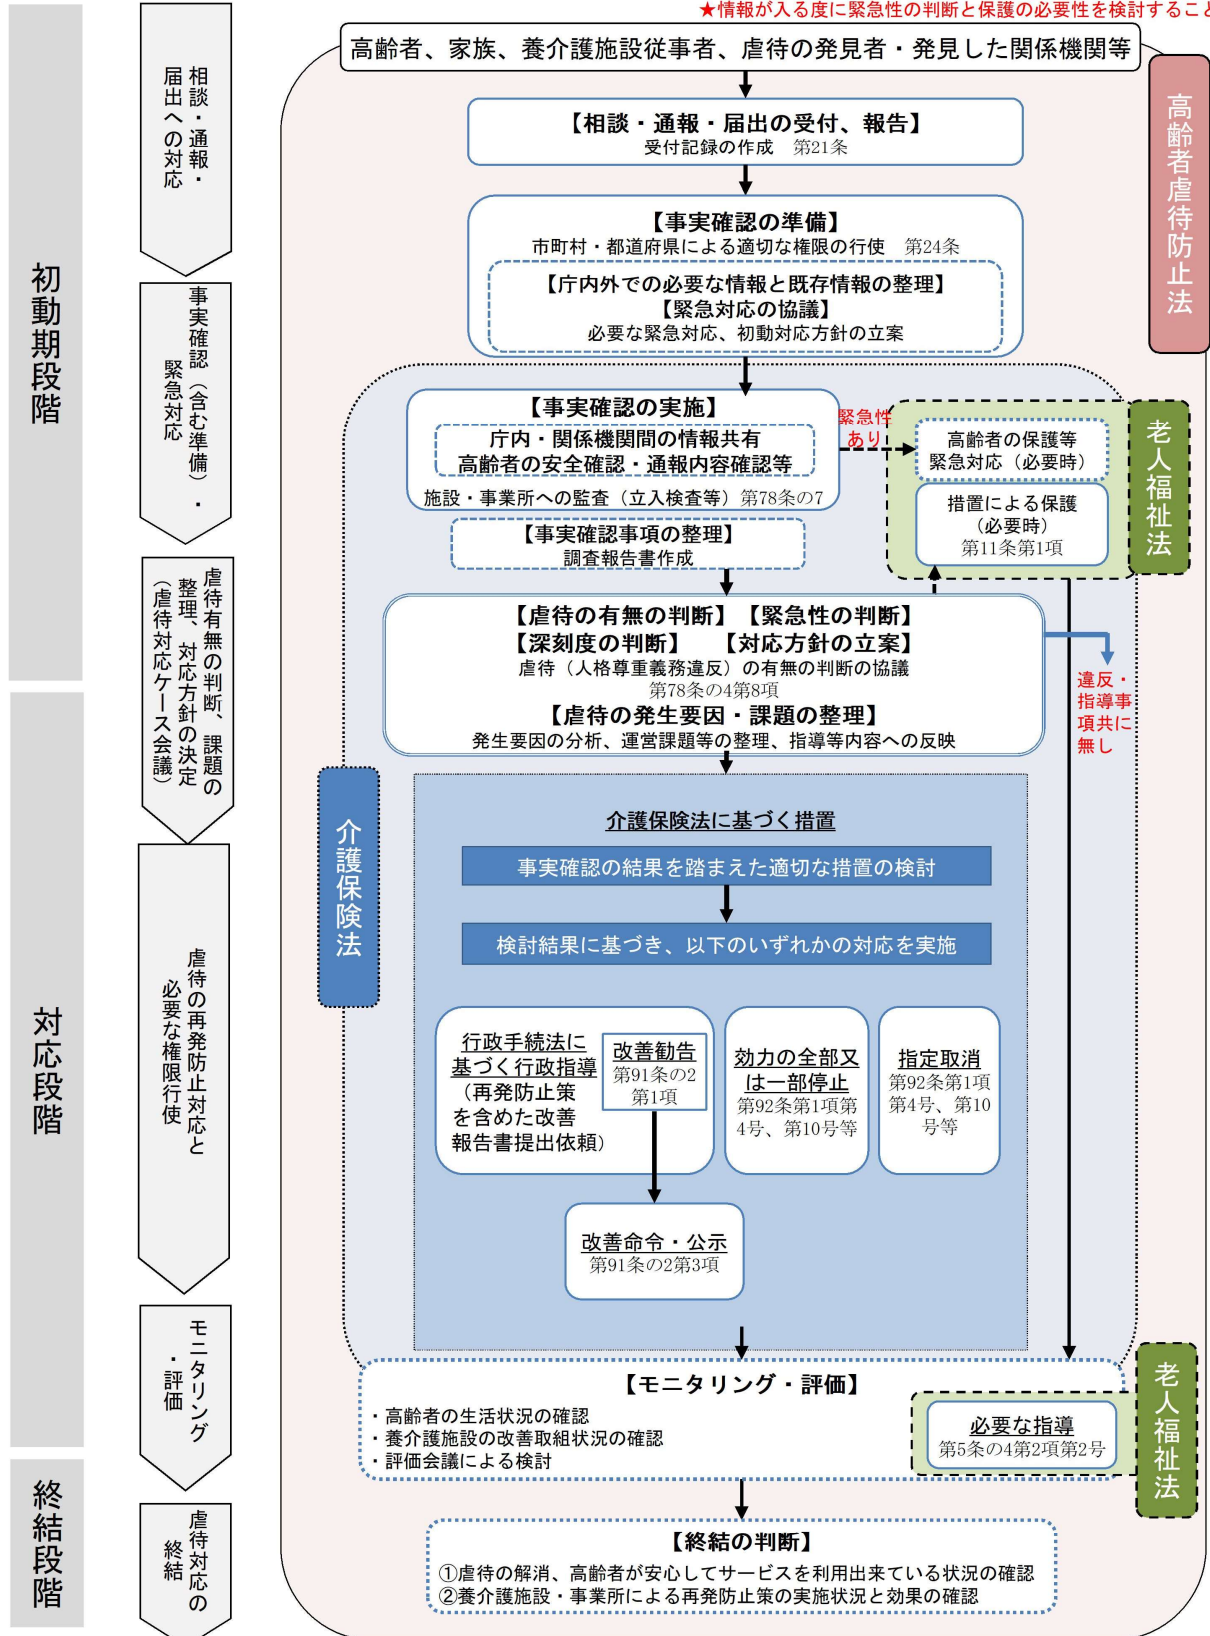 ★情報が入る度に緊急性の判断と保護の必要性を検討すること
高齢者、家族、養介護施設従事者、虐待の発見者・発見した関係機関等
高齢者虐待防止法
初動期段階
相談・通報・
届出への対応
【相談・通報・届出の受付、報告】
受付記録の作成　第21条
【事実確認の準備】
市町村・都道府県による適切な権限の行使　第24条
【庁内外での必要な情報と既存情報の整理】
【緊急対応の協議】
必要な緊急対応、初動対応方針の立案
事実確認（含む準備）・
緊急対応
【事実確認の実施】
庁内・関係機関間の情報共有
高齢者の安全確認・通報内容確認等
施設・事業所への監査（立入検査等）第78条の7
緊急性
あり
高齢者の保護等
緊急対応（必要時）
措置による保護
（必要時）
第11条第1項
老人福祉法
【事実確認事項の整理】
調査報告書作成
虐待有無の判断、課題の
整理、対応方針の決定
（虐待対応ケース会議）
【虐待の有無の判断】【緊急性の判断】
【深刻度の判断】　【対応方針の立案】
虐待（人格尊重義務違反）の有無の判断の協議
第78条の4第8項
【虐待の発生要因・課題の整理】
発生要因の分析、運営課題等の整理、指導等内容への反映
違反・
指導事
項共に
無し
対応段階
介護保険法
介護保険法に基づく措置
事実確認の結果を踏まえた適切な措置の検討
検討結果に基づき、以下のいずれかの対応を実施
虐待の再発防止対応と
必要な権限行使
行政手続法に
基づく行政指導
（再発防止策
を含めた改善
報告書提出依頼）
改善勧告
第91条の2
第1項
効力の全部又
は一部停止
第92条第1項第
4号、第10号等
指定取消
第92条第1項
第4号、第10
号等
改善命令・公示
第91条の2第3項
モニタリング
・評価
【モニタリング・評価】
・高齢者の生活状況の確認
・養介護施設の改善取組状況の確認
・評価会議による検討
必要な指導
第5条の4第2項第2号
老人福祉法
終結段階
虐待対応の
終結
【終結の判断】
①虐待の解消、高齢者が安心してサービスを利用出来ている状況の確認
②養介護施設・事業所による再発防止策の実施状況と効果の確認